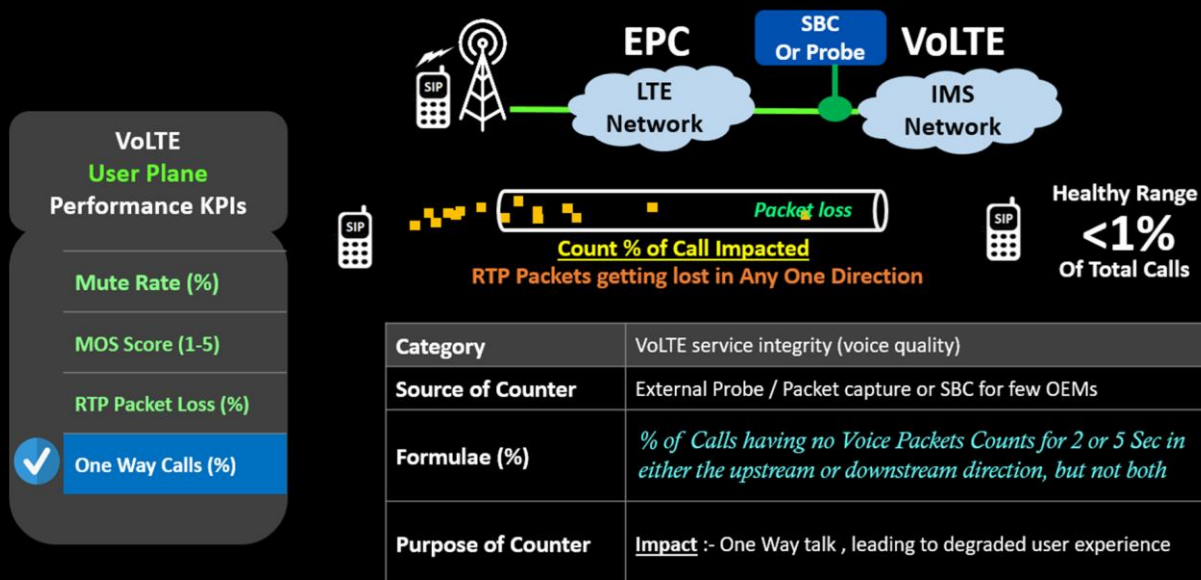 VoLTE
User Plane
Performance KPIs
Mute Rate (%)
MOS Score (1-5)
RTP Packet Loss (%)
One Way Calls (%)
SIP
EPC
LTE
Network
SBC
Or Probe
VoLTE
IMS
Network
SIP
Packet loss
Count % of Call Impacted
RTP Packets getting lost in Any One Direction
SIP
Healthy Range
<1%
Of Total Calls
Category
VoLTE service integrity (voice quality)
Source of Counter
External Probe / Packet capture or SBC for few OEMs
Formulae (%)
% of Calls having no Voice Packets Counts for 2 or 5 Sec in
either the upstream or downstream direction, but not both
Purpose of Counter
Impact :- One Way talk , leading to degraded user experience